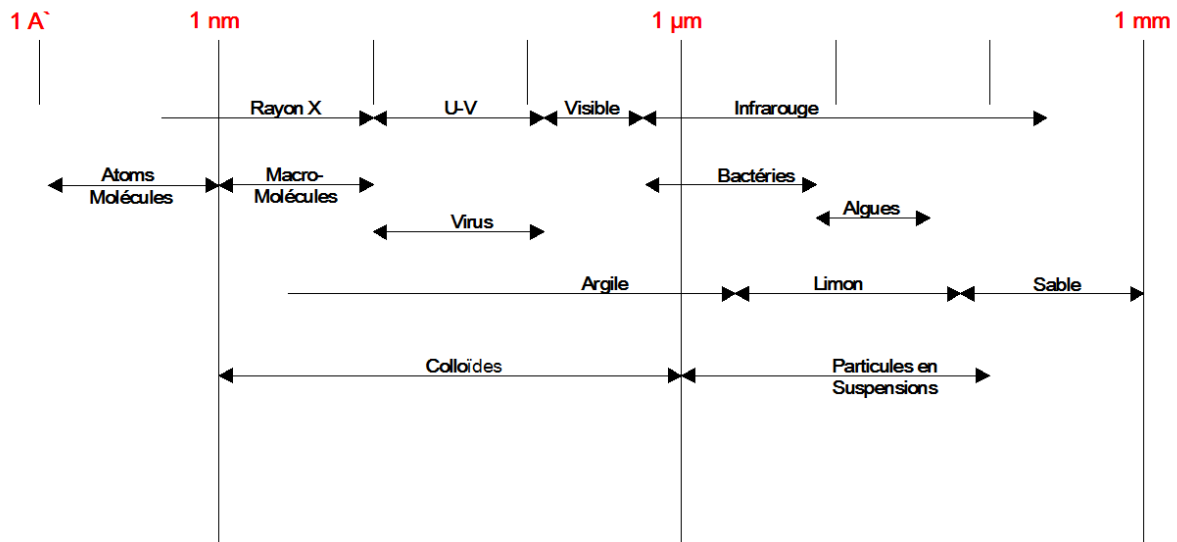 1 A` 1 nm 1 µm 1 mm
Rayon X U-V Visible Infrarouge
Atoms
Molécules
Macro-
Molécules
Bactéries
Algues
Virus
Argile Limon Sable
Colloïdes
Particules en
Suspensions